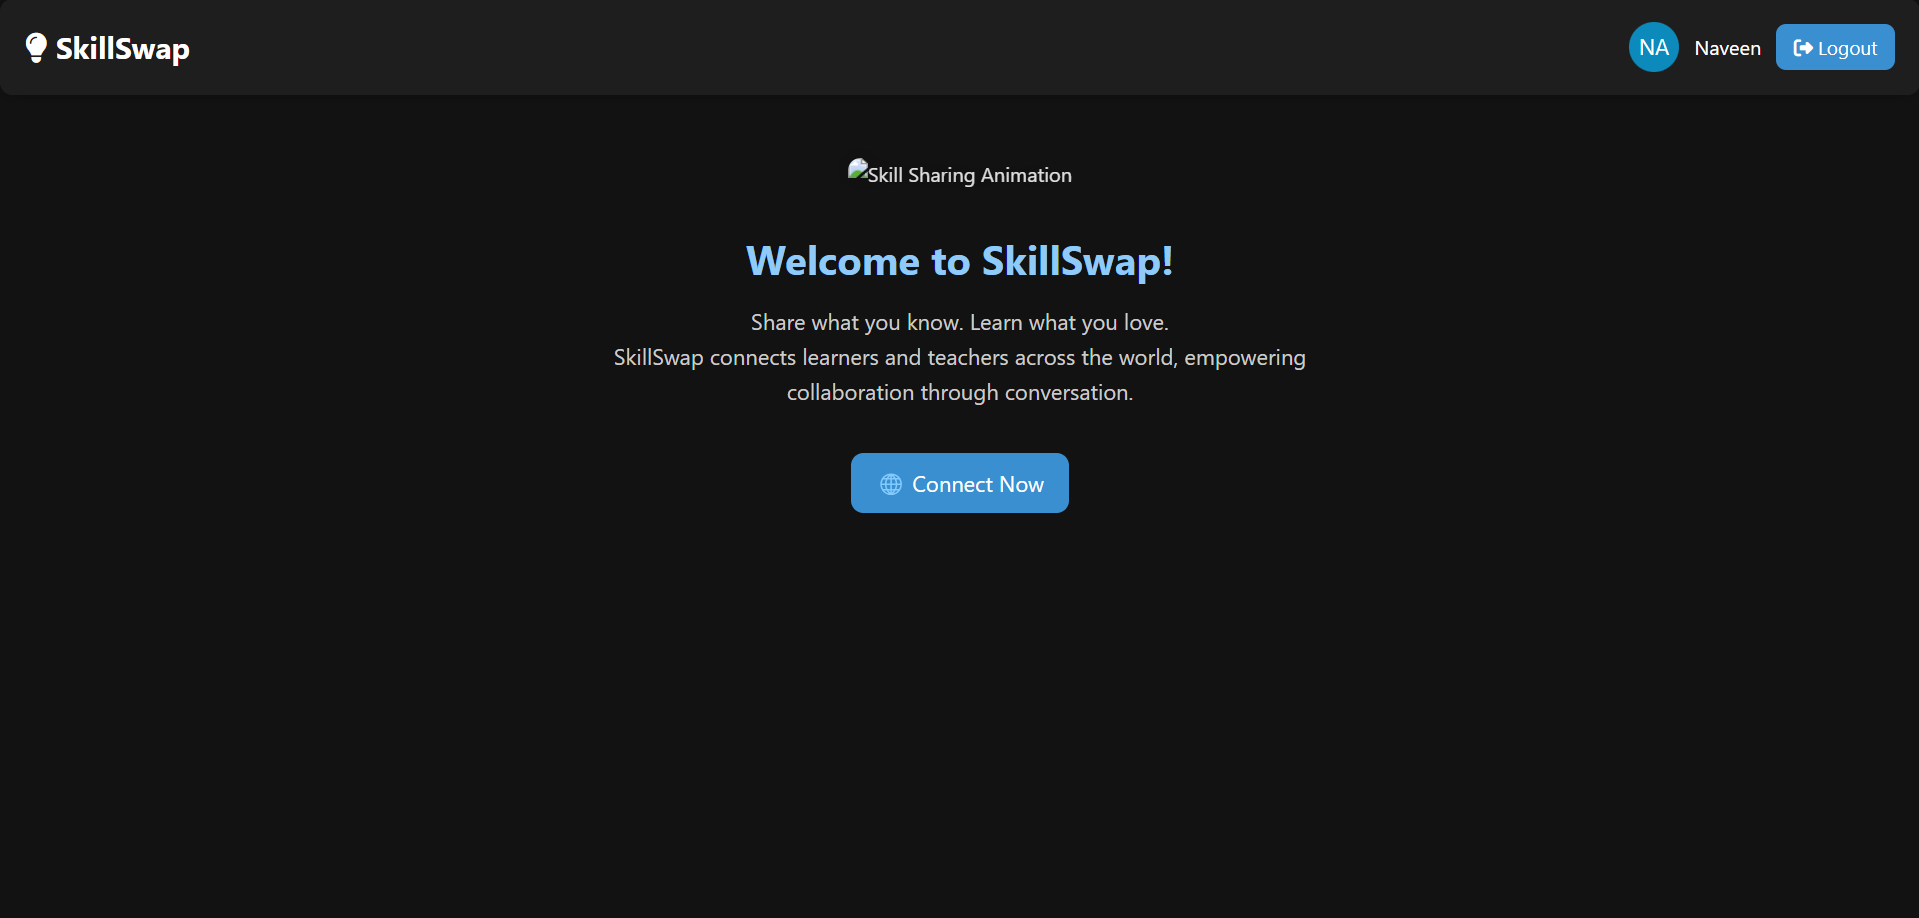 SkillSwap
NA
Naveen
Logout
Skill Sharing Animation
Welcome to SkillSwap!
Share what you know. Learn what you love.
SkillSwap connects learners and teachers across the world, empowering
collaboration through conversation.
Connect Now